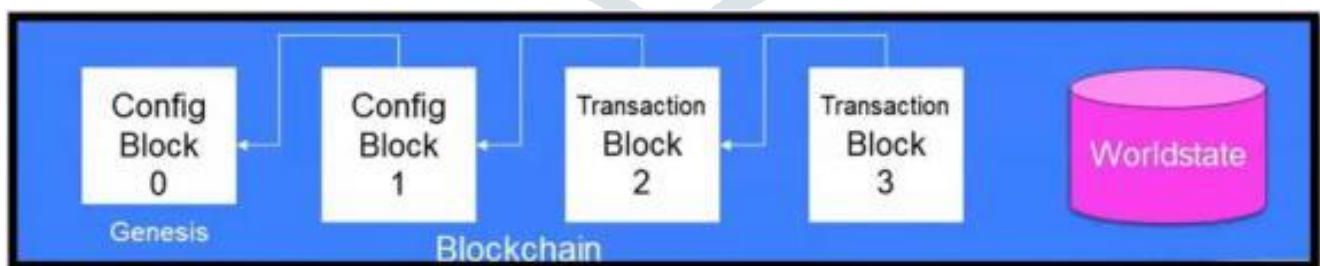 Config
Block
0
Genesis
Config
Block
1
Transaction
Block
2
Transaction
Block
3
Blockchain
Worldstate